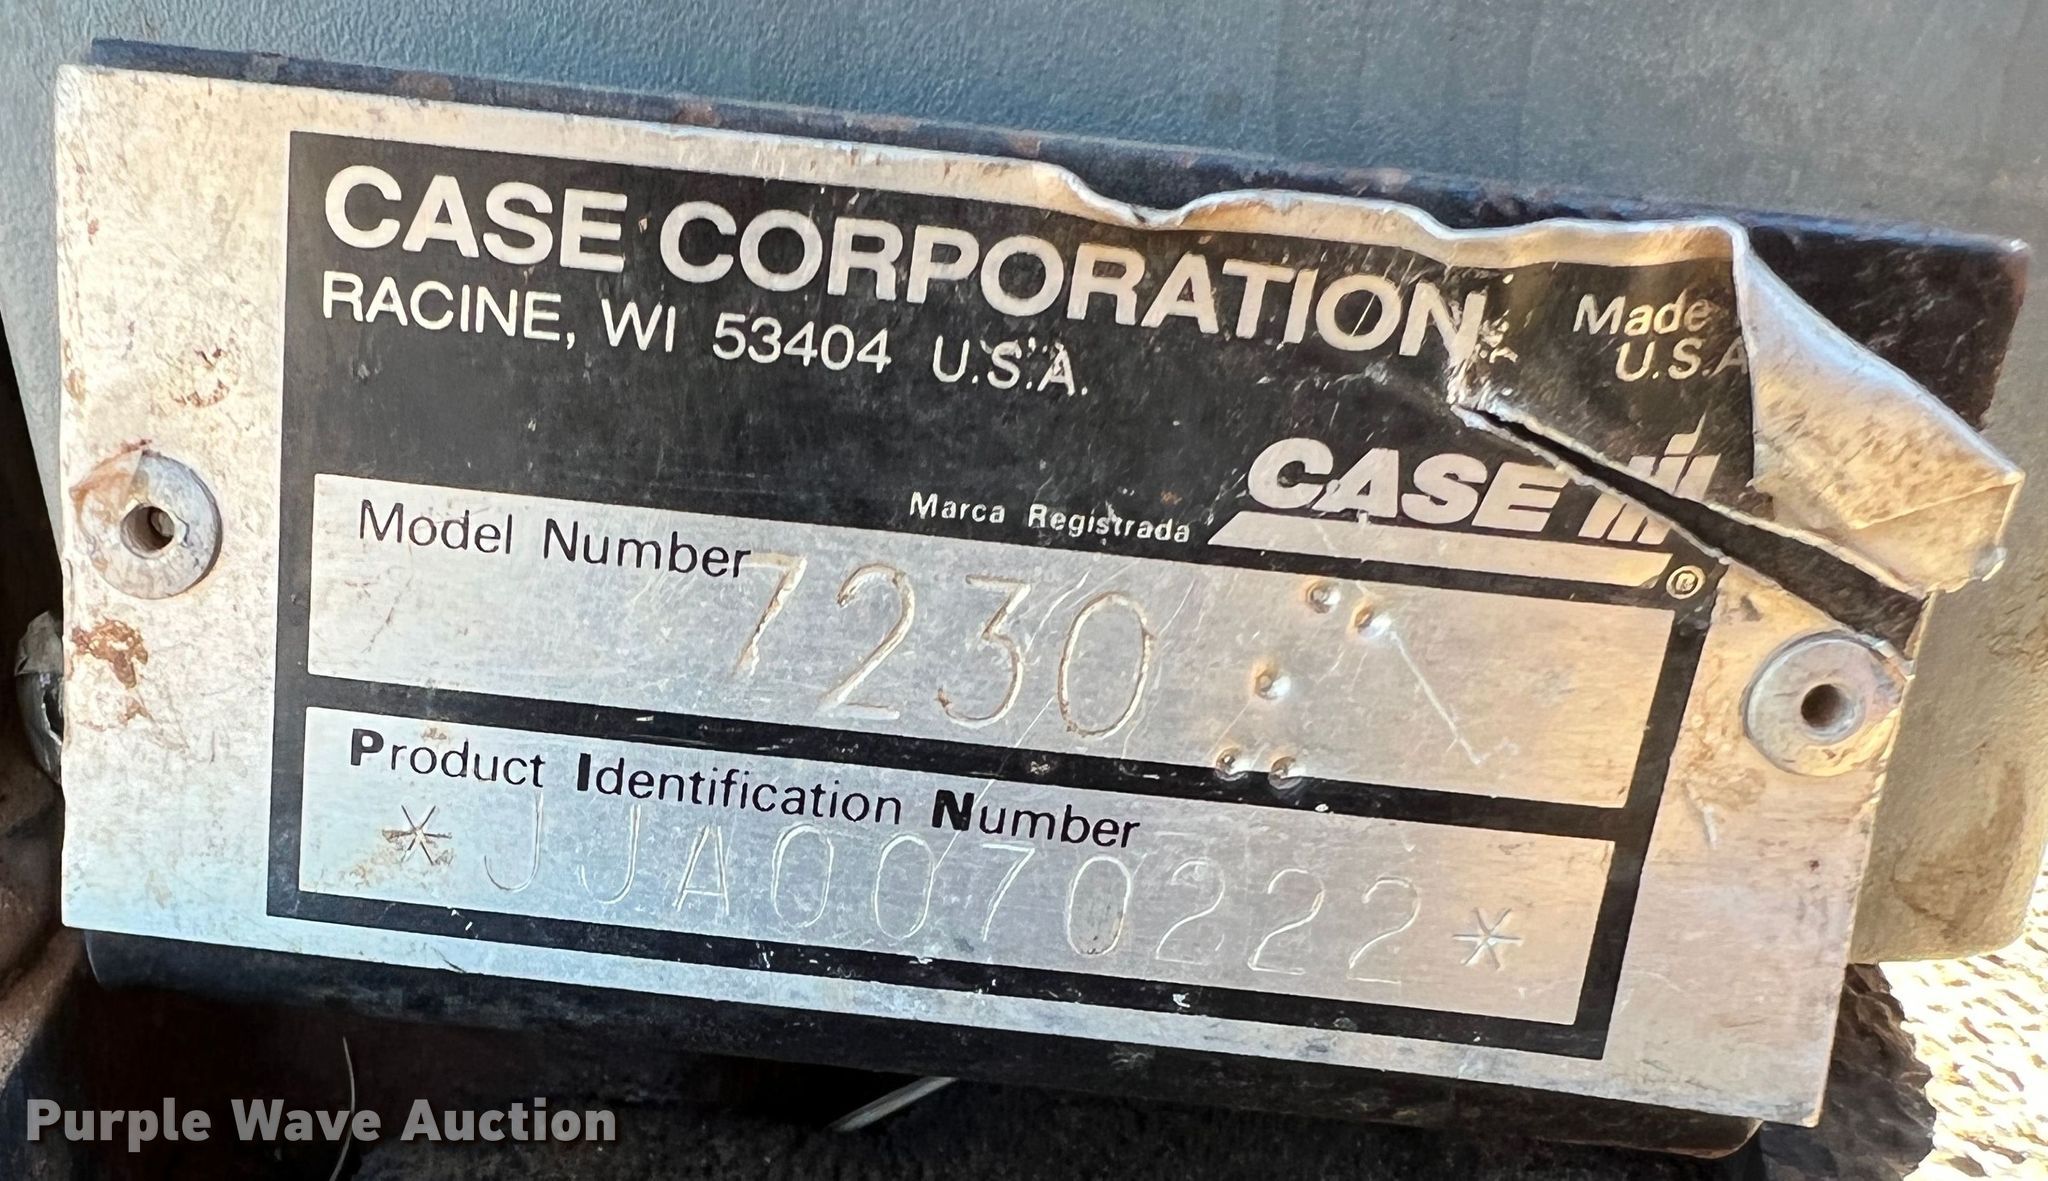 CASE CORPORATION
RACINE, WI 53404 U.S.A.
Made
U.S.A
Marca Registrada
CASE IH
®
Model Number
7230
Product Identification Number
*JJA0070222*
Purple Wave Auction